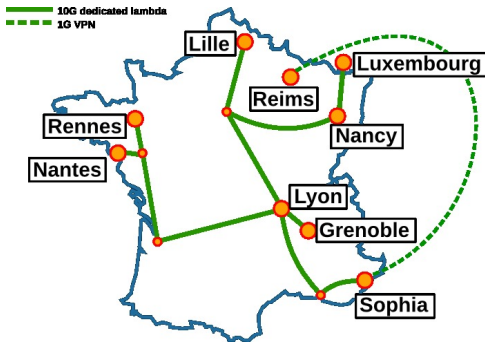 10G dedicated lambda
1G VPN
Lille
Luxembourg
Reims
Rennes
Nancy
Nantes
Lyon
Grenoble
Sophia